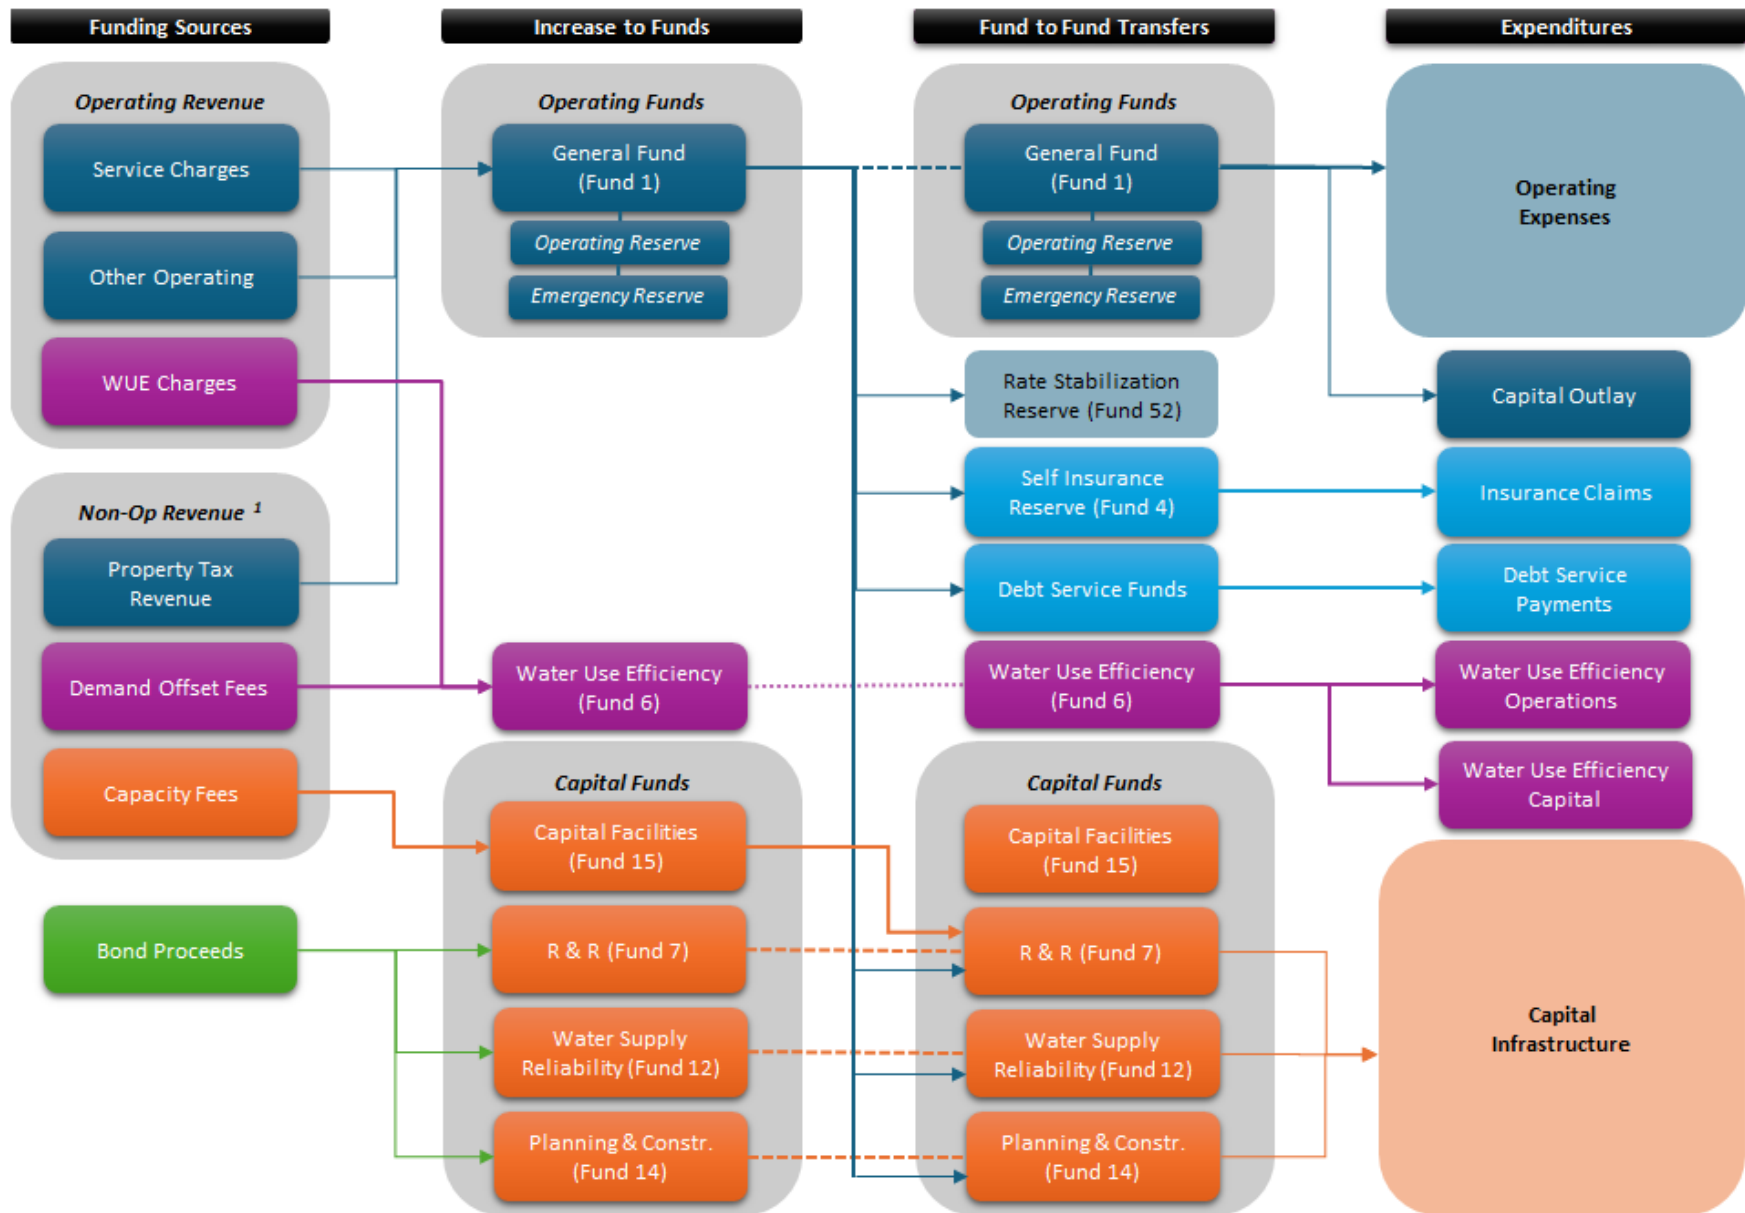 Funding Sources
Increase to Funds
Fund to Fund Transfers
Expenditures
Operating Revenue
Service Charges
Other Operating
WUE Charges
Non-Op Revenue ¹
Property Tax
Revenue
Demand Offset Fees
Capacity Fees
Bond Proceeds
Operating Funds
General Fund
(Fund 1)
Operating Reserve
Emergency Reserve
Water Use Efficiency
(Fund 6)
Capital Funds
Capital Facilities
(Fund 15)
R & R (Fund 7)
Water Supply
Reliability (Fund 12)
Planning & Constr.
(Fund 14)
Operating Funds
General Fund
(Fund 1)
Operating Reserve
Emergency Reserve
Rate Stabilization
Reserve (Fund 52)
Self Insurance
Reserve (Fund 4)
Debt Service Funds
Water Use Efficiency
(Fund 6)
Capital Funds
Capital Facilities
(Fund 15)
R & R (Fund 7)
Water Supply
Reliability (Fund 12)
Planning & Constr.
(Fund 14)
Operating
Expenses
Capital Outlay
Insurance Claims
Debt Service
Payments
Water Use Efficiency
Operations
Water Use Efficiency
Capital
Capital
Infrastructure